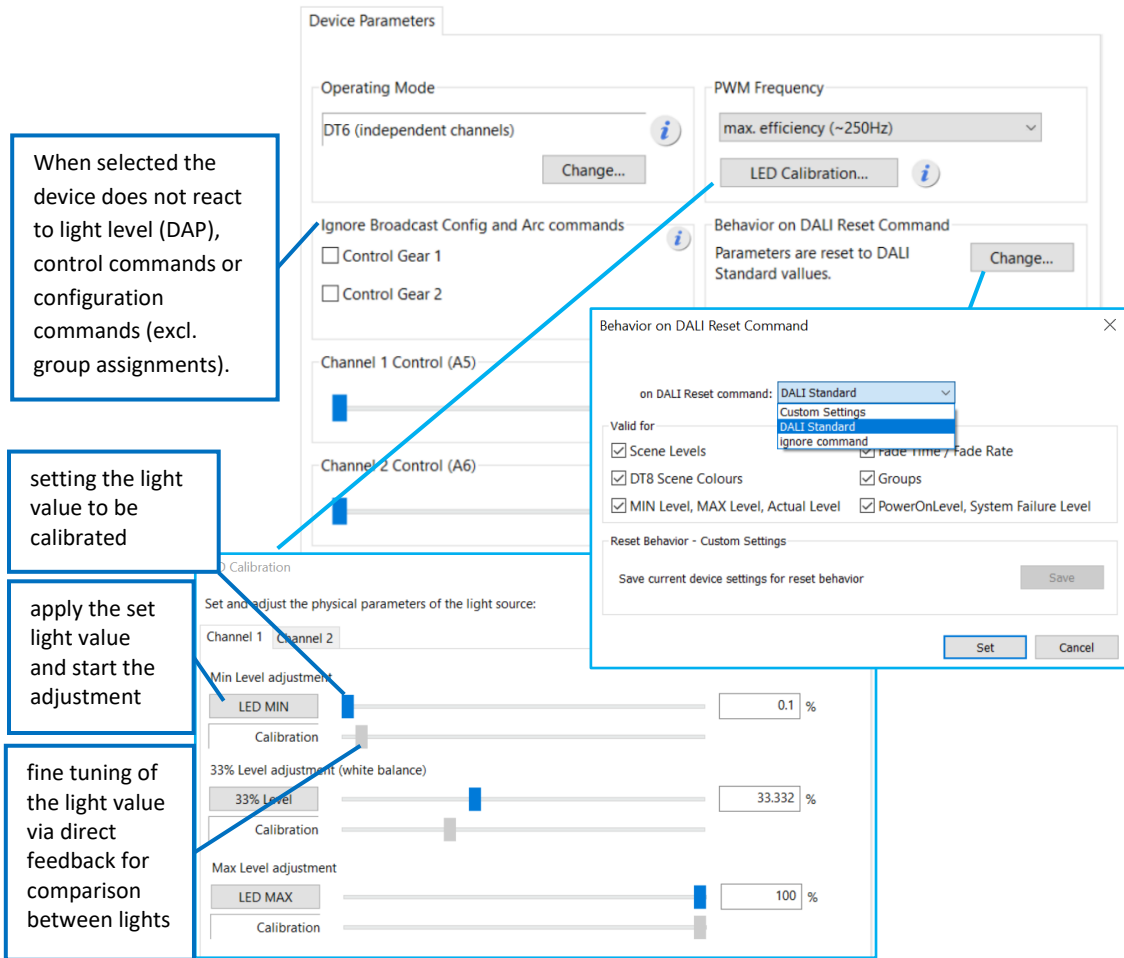 Device Parameters
Operating Mode
DT6 (independent channels)
Change...
PWM Frequency
max. efficiency (~250Hz)
LED Calibration...
When selected the
device does not react
to light level (DAP),
control commands or
configuration
commands (excl.
group assignments).
Ignore Broadcast Config and Arc commands
Control Gear 1
Control Gear 2
Behavior on DALI Reset Command
Parameters are reset to DALI
Standard vallues.
Change...
Channel 1 Control (A5)
Channel 2 Control (A6)
Behavior on DALI Reset Command
on DALI Reset command: DALI Standard
Custom Settings
DALI Standard
ignore command
Valid for
Scene Levels
Fade Time / Fade Rate
DT8 Scene Colours
Groups
MIN Level, MAX Level, Actual Level
PowerOnLevel, System Failure Level
Reset Behavior - Custom Settings
Save current device settings for reset behavior
Save
Set
Cancel
setting the light
value to be
calibrated
apply the set
light value
and start the
adjustment
fine tuning of
the light value
via direct
feedback for
comparison
between lights
Calibration
Set and adjust the physical parameters of the light source:
Channel 1
Channel 2
Min Level adjustment
LED MIN
0.1 %
Calibration
33% Level adjustment (white balance)
33% Level
33.332 %
Calibration
Max Level adjustment
LED MAX
100 %
Calibration